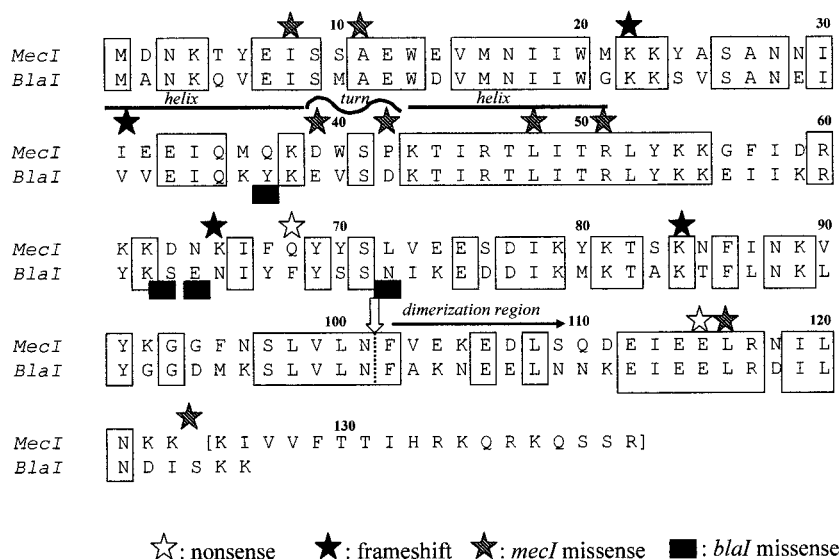 10 20 30
MecI M D N K T Y E I S S A E W E V M N I I W M K K Y A S A N N I
BlaI M A N K Q V E I S M A E W D V M N I I W G K K S V S A N E I
helix turn helix
40 50 60
MecI I E E I Q M Q K D W S P K T I R T L I T R L Y K K G F I D R
BlaI V V E I Q K Y K E V S D K T I R T L I T R L Y K K E I I K R
70 80 90
MecI K K D N K I F Q Y Y S L V E E S D I K Y K T S K N F I N K V
BlaI Y K S E N I Y F Y S S N I K E D D I K M K T A K T F L N K L
dimerization region
100 110 120
MecI Y K G G F N S L V L N F V E K E D L S Q D E I E E L R N I L
BlaI Y G G D M K S L V L N F A K N E E L N N K E I E E L R D I L
130
MecI N K K [K I V V F T T I H R K Q R K Q S S R]
BlaI N D I S K K
: nonsense : frameshift : mecI missense : blaI missense